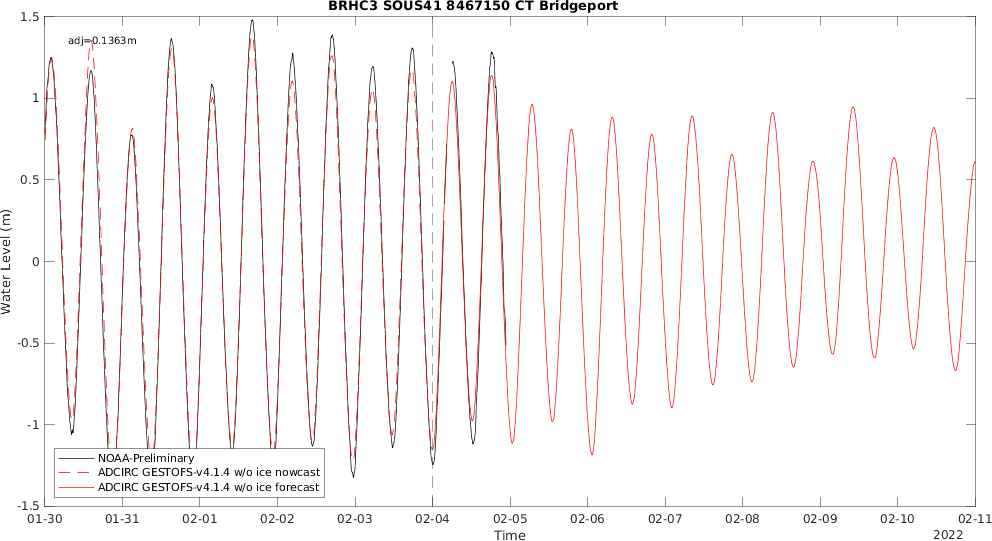 BRHC3 SOUS41 8467150 CT Bridgeport
adj=0.1363m
1.5
1
0.5
0
-0.5
-1
-1.5
Water Level (m)
NOAA-Preliminary
ADCIRC GESTOFS-v4.1.4 w/o ice nowcast
ADCIRC GESTOFS-v4.1.4 w/o ice forecast
01-30 01-31 02-01 02-02 02-03 02-04 02-05 02-06 02-07 02-08 02-09 02-10 02-11
Time
2022